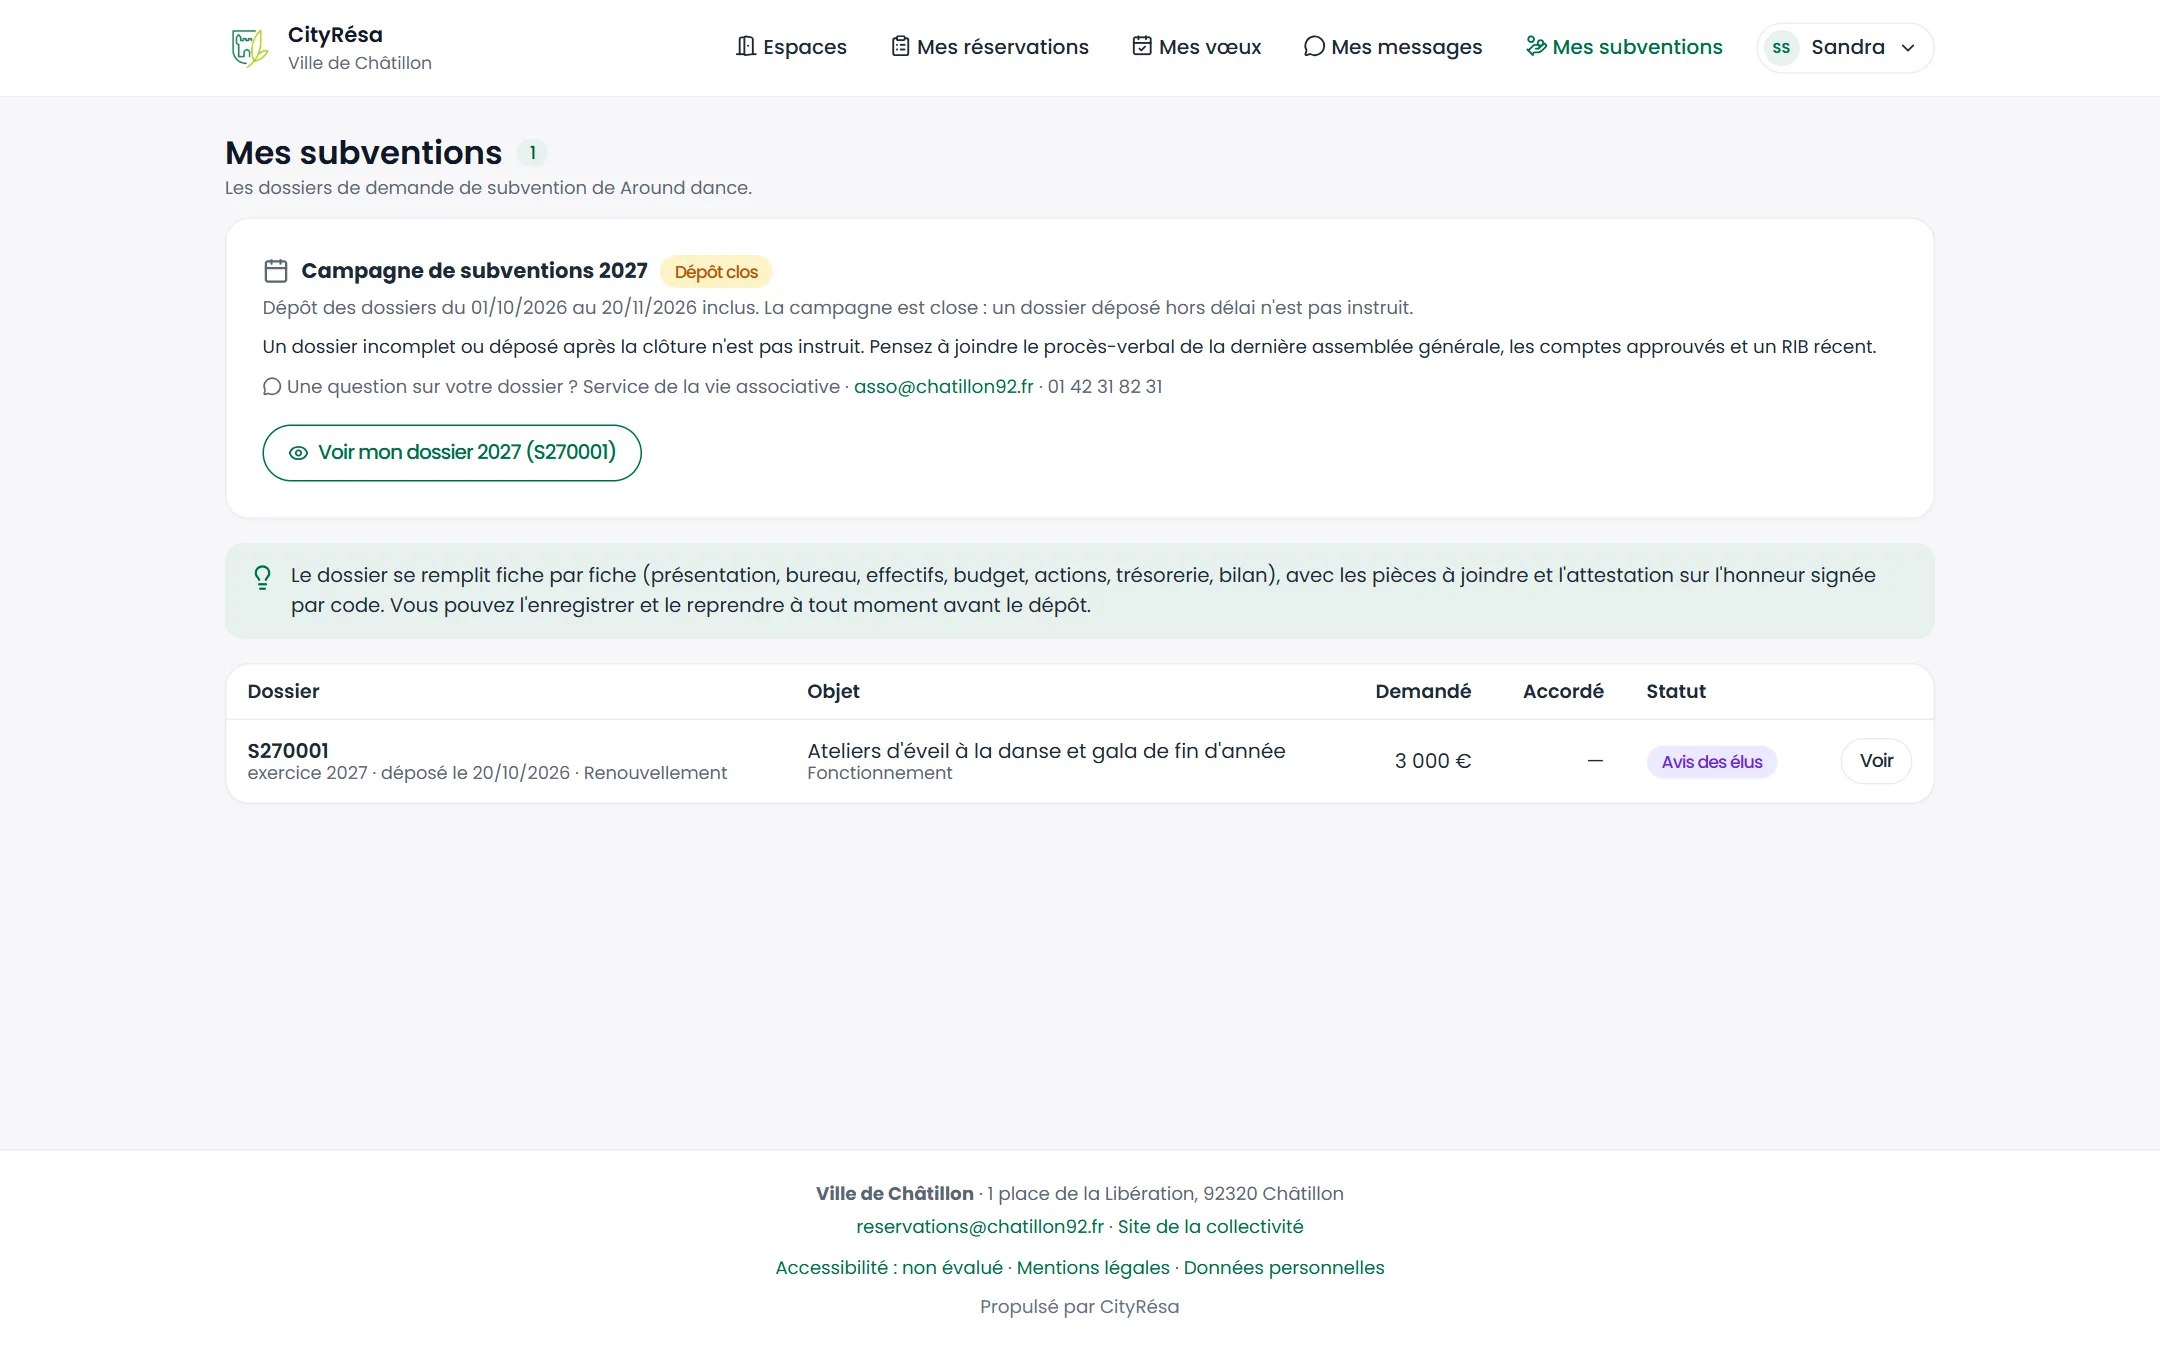 CityRésa
Ville de Châtillon
Espaces
Mes réservations
Mes vœux
Mes messages
Mes subventions
SS
Sandra
Mes subventions 1
Les dossiers de demande de subvention de Around dance.
Campagne de subventions 2027 Dépôt clos
Dépôt des dossiers du 01/10/2026 au 20/11/2026 inclus. La campagne est close : un dossier déposé hors délai n'est pas instruit.
Un dossier incomplet ou déposé après la clôture n'est pas instruit. Pensez à joindre le procès-verbal de la dernière assemblée générale, les comptes approuvés et un RIB récent.
Une question sur votre dossier ? Service de la vie associative · asso@chatillon92.fr · 01 42 31 82 31
Voir mon dossier 2027 (S270001)
Le dossier se remplit fiche par fiche (présentation, bureau, effectifs, budget, actions, trésorerie, bilan), avec les pièces à joindre et l'attestation sur l'honneur signée
par code. Vous pouvez l'enregistrer et le reprendre à tout moment avant le dépôt.
Dossier Objet Demandé Accordé Statut
S270001 Ateliers d'éveil à la danse et gala de fin d'année 3 000 € — Avis des élus Voir
exercice 2027 · déposé le 20/10/2026 · Renouvellement Fonctionnement
Ville de Châtillon · 1 place de la Libération, 92320 Châtillon
reservations@chatillon92.fr · Site de la collectivité
Accessibilité : non évalué · Mentions légales · Données personnelles
Propulsé par CityRésa